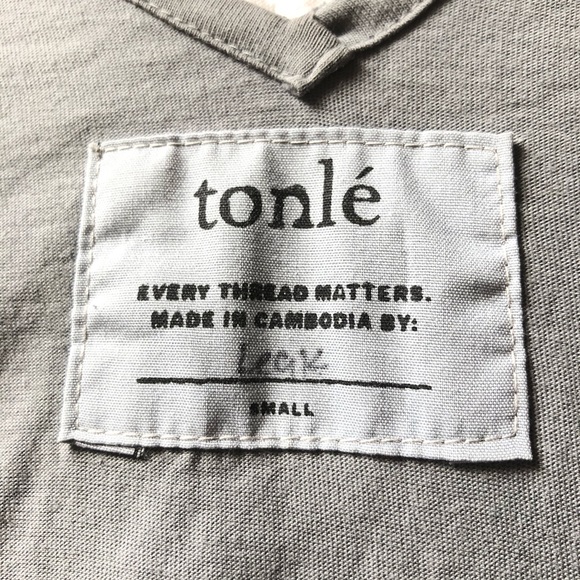 tonlé
EVERY THREAD MATTERS.
MADE IN CAMBODIA BY:
SMALL